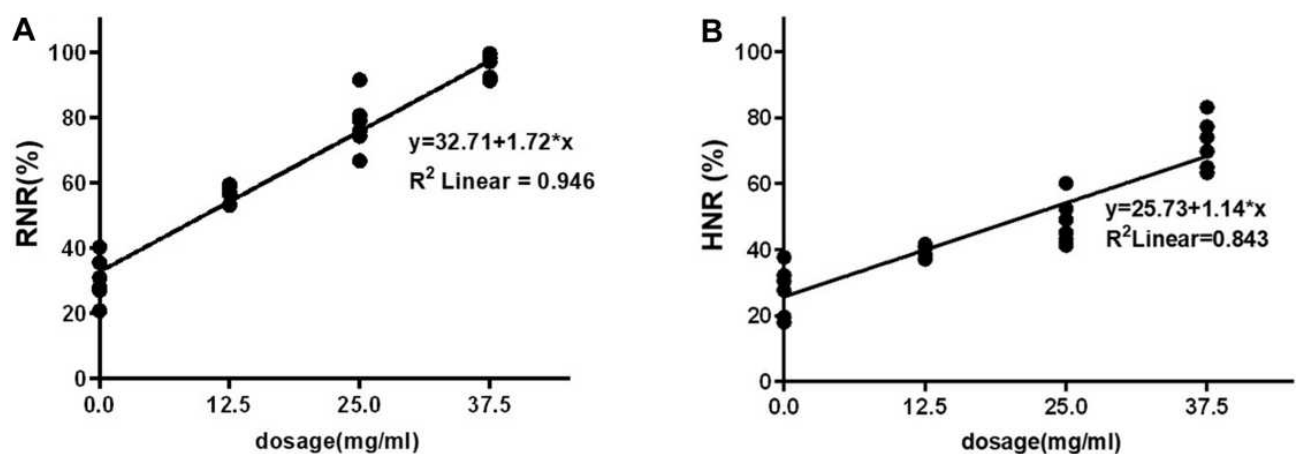 A
RNR(%)
100
80
60
40
20
0
y=32.71+1.72*x
R² Linear = 0.946
0.0 12.5 25.0 37.5
dosage(mg/ml)
B
HNR (%)
100
80
60
40
20
0
y=25.73+1.14*x
R²Linear=0.843
0.0 12.5 25.0 37.5
dosage(mg/ml)